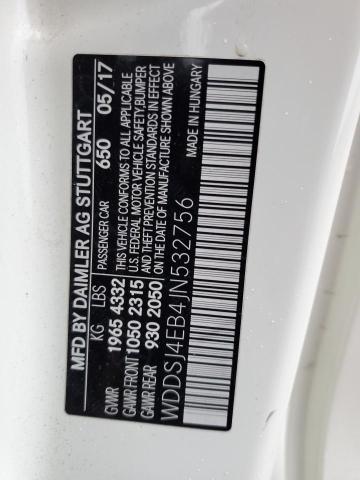 MFD BY DAIMLER AG STUTTGART
KG LBS PASSENGER CAR 650 05/17
GVWR 1965 4332 THIS VEHICLE CONFORMS TO ALL APPLICABLE
GAWR FRONT 1050 2315 U.S. FEDERAL MOTOR VEHICLE SAFETY,BUMPER
GAWR REAR 930 2050 AND THEFT PREVENTION STANDARDS IN EFFECT
ON THE DATE OF MANUFACTURE SHOWN ABOVE
WDDSJ4EB4JN532756 MADE IN HUNGARY